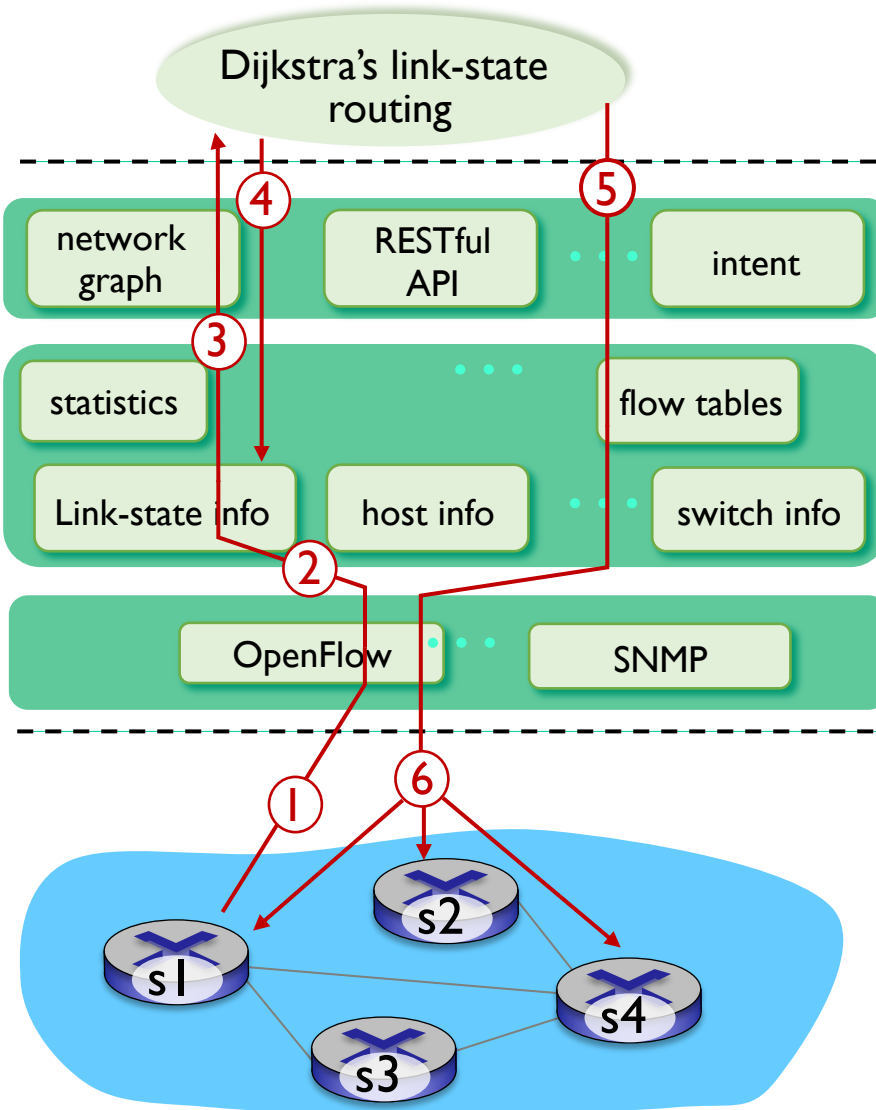 Dijkstra's link-state
routing
4
5
network
graph
RESTful
API
intent
3
statistics
flow tables
Link-state info
host info
switch info
2
OpenFlow
SNMP
1
6
s2
s1
s4
s3